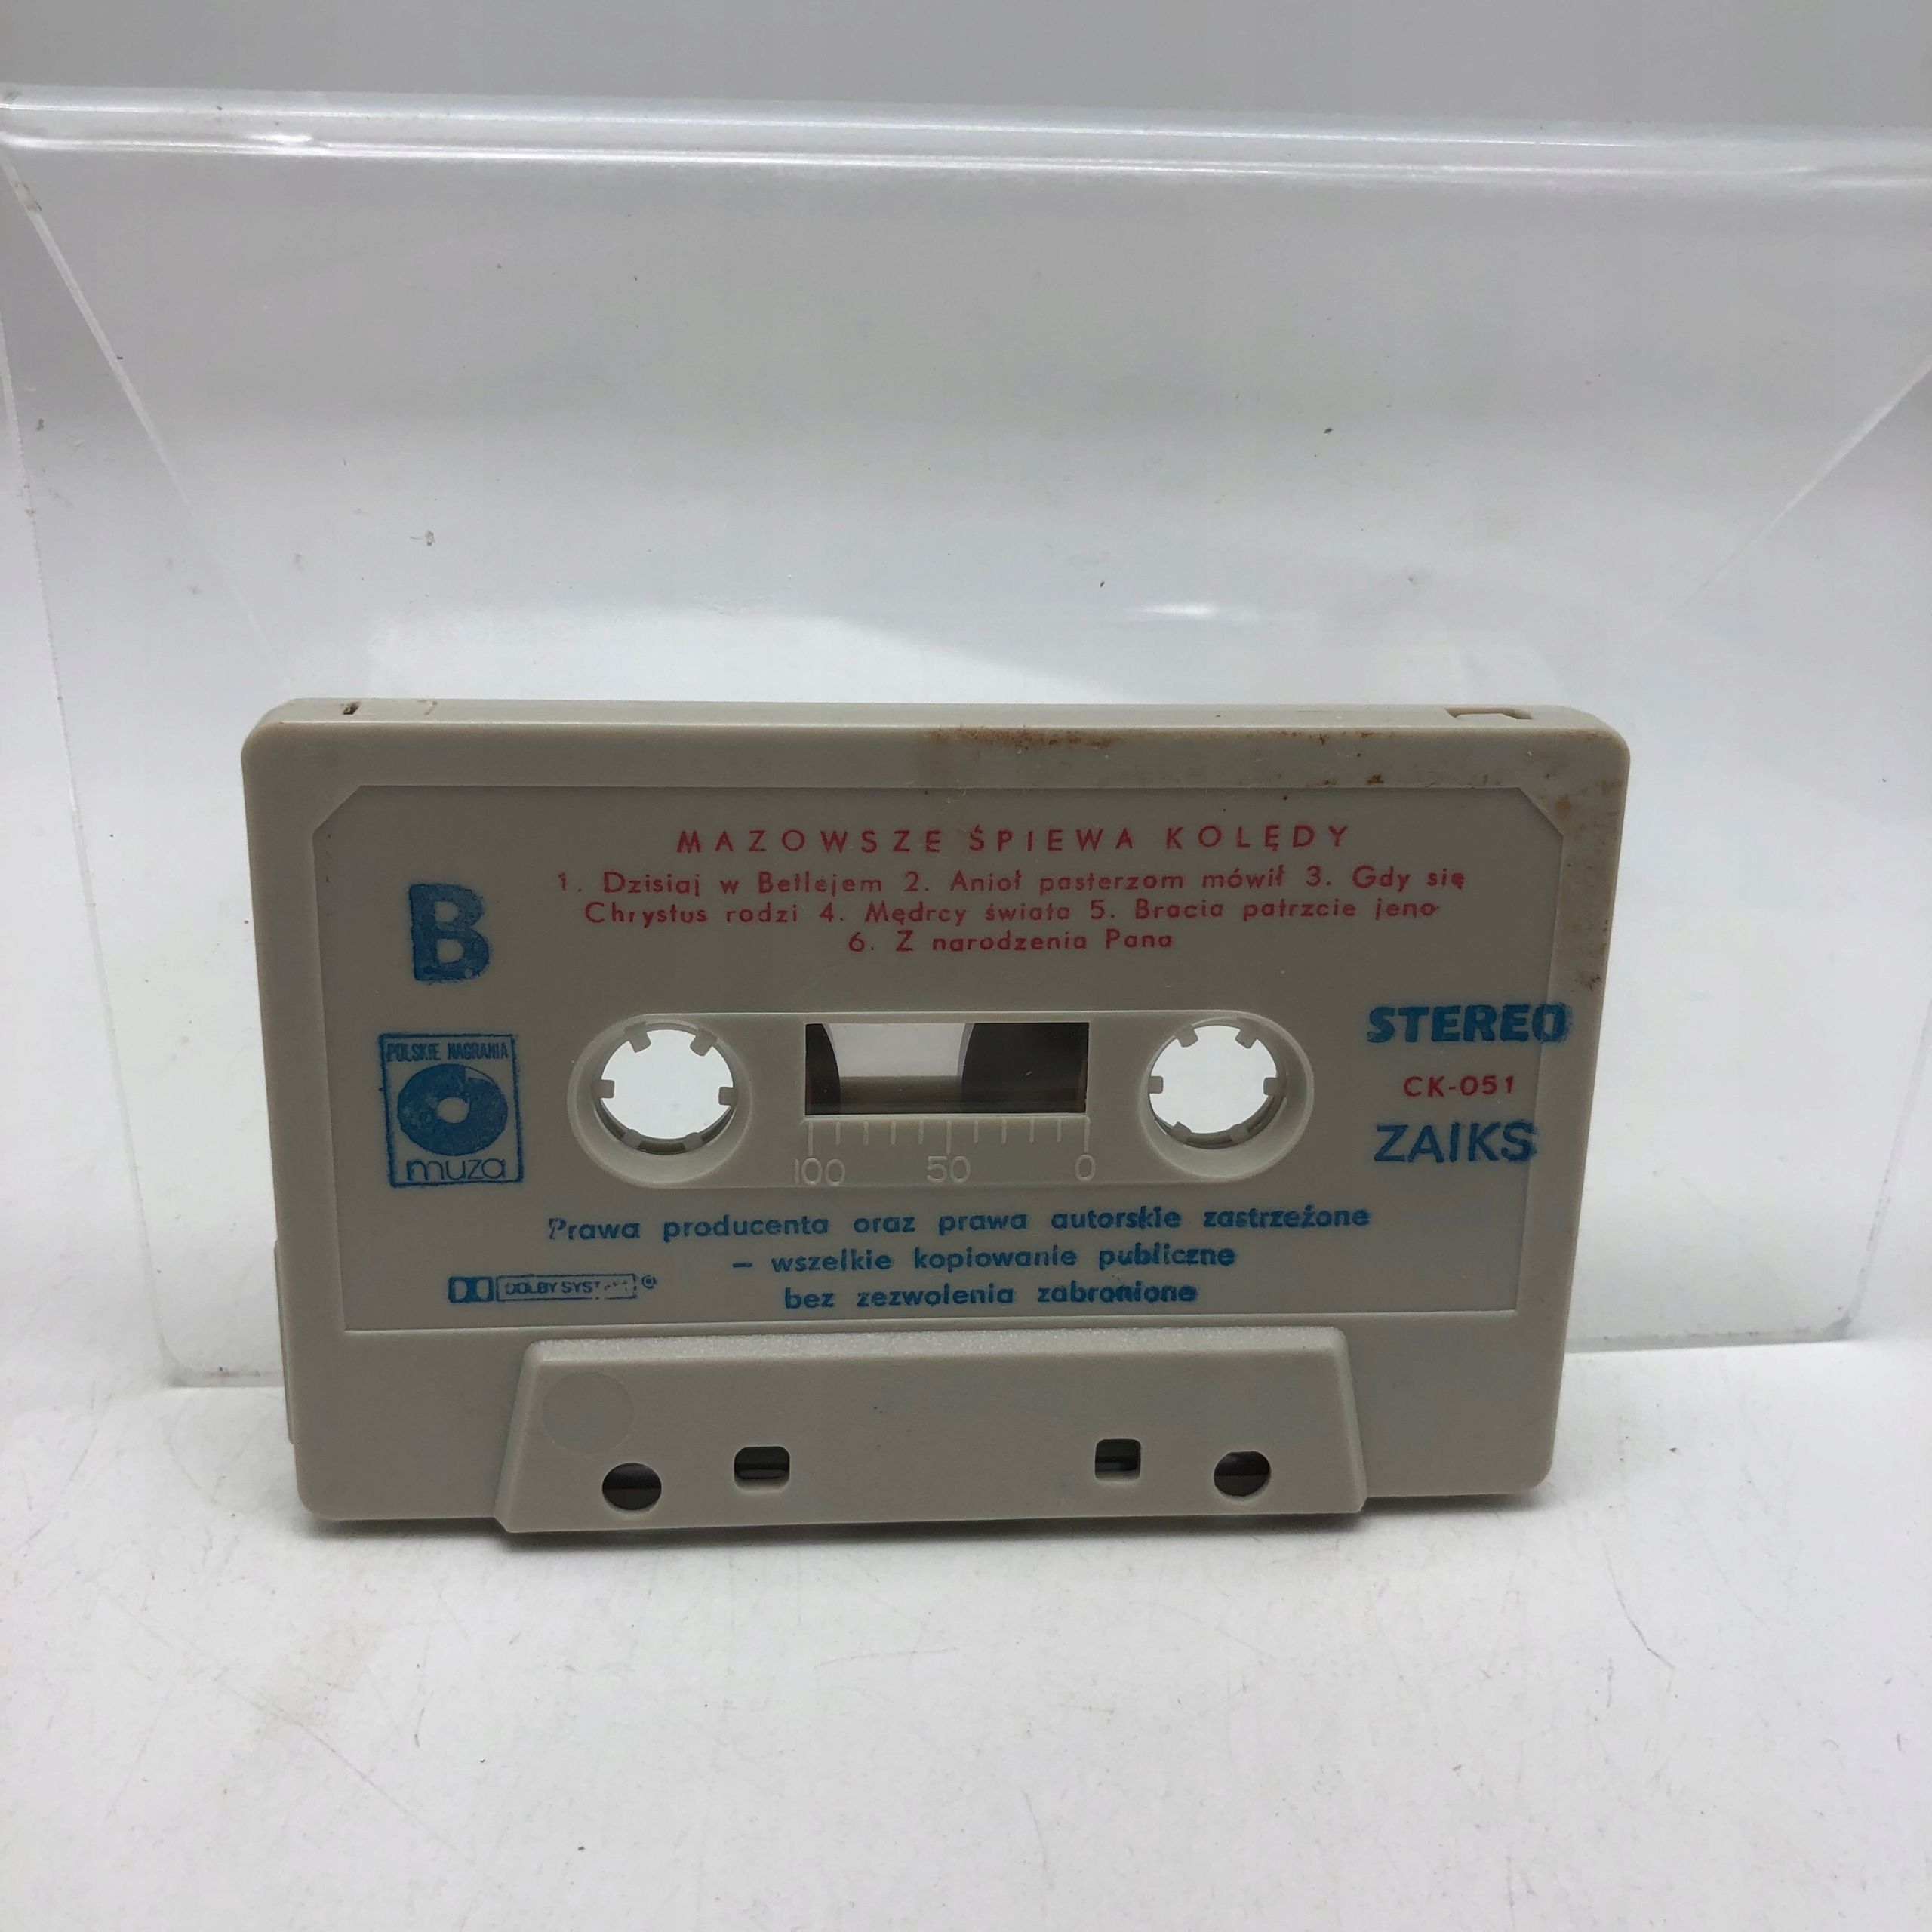 MAZOWSZE ŚPIEWA KOLĘDY
1. Dzisiaj w Betlejem 2. Anioł pasterzom mówił 3. Gdy się
Chrystus rodzi 4. Mędrcy świata 5. Bracia patrzcie jeno
6. Z narodzenia Pana
B
STEREO
POLSKIE NAGRANIA
muza
CK-051
ZAIKS
100 50 0
Prawa producenta oraz prawa autorskie zastrzeżone
— wszelkie kopiowanie publiczne
bez zezwolenia zabronione
DOLBY SYSTEM ®